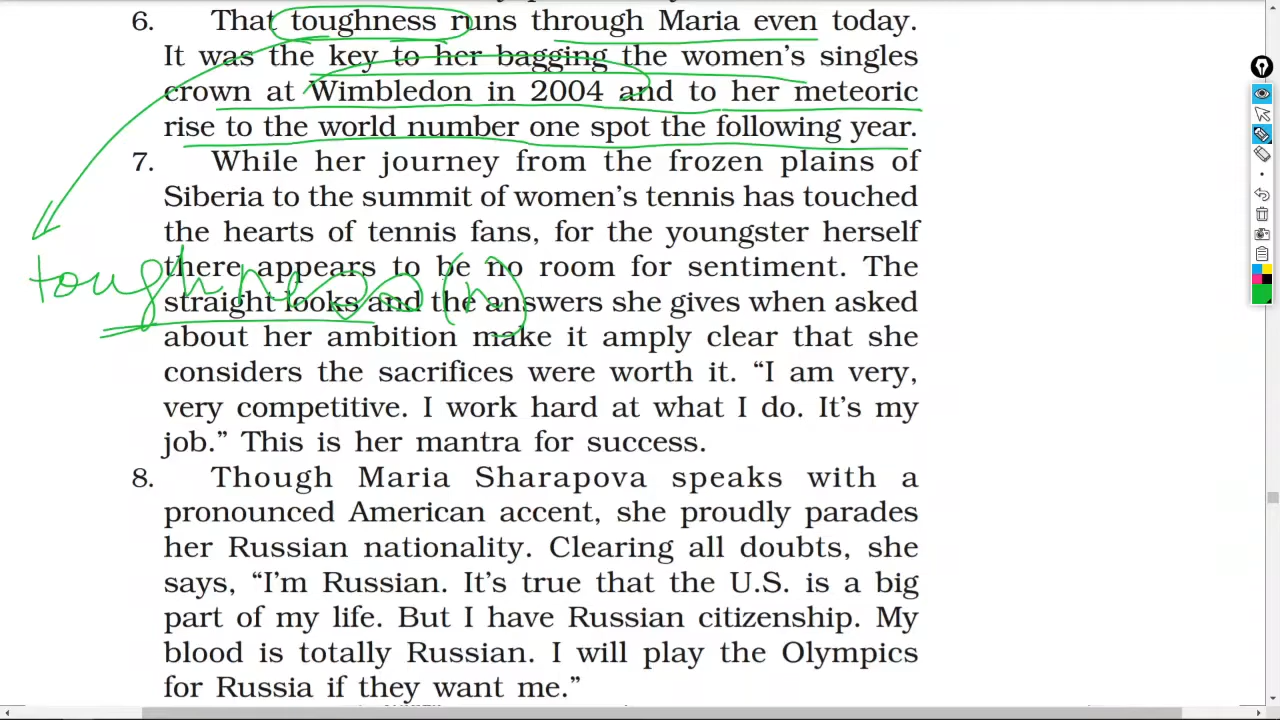 6. That toughness runs through Maria even today.
It was the key to her bagging the women's singles
crown at Wimbledon in 2004 and to her meteoric
rise to the world number one spot the following year.
7. While her journey from the frozen plains of
Siberia to the summit of women's tennis has touched
the hearts of tennis fans, for the youngster herself
there appears to be no room for sentiment. The
toughness (n)
straight looks and the answers she gives when asked
about her ambition make it amply clear that she
considers the sacrifices were worth it. “I am very,
very competitive. I work hard at what I do. It's my
job.” This is her mantra for success.
8. Though Maria Sharapova speaks with a
pronounced American accent, she proudly parades
her Russian nationality. Clearing all doubts, she
says, “I'm Russian. It's true that the U.S. is a big
part of my life. But I have Russian citizenship. My
blood is totally Russian. I will play the Olympics
for Russia if they want me.”